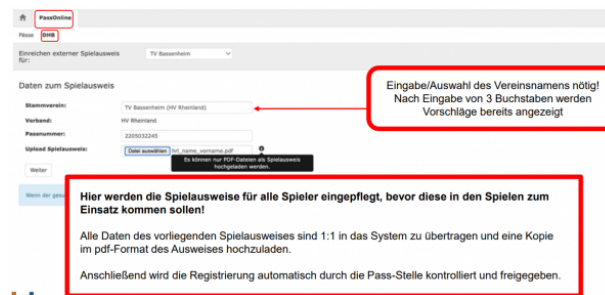 PassOnline
Pässe DHB
Einreichen externer Spielausweis TV Bassenheim
für:
Daten zum Spielausweis
Stammverein: TV Bassenheim (HV Rheinland)
Verband: HV Rheinland
Passnummer: 2205032245
Upload Spielausweis: Datei auswählen hrl_name_vorname.pdf
Es können nur PDF-Dateien als Spielausweis
hochgeladen werden.
Weiter
Wenn der gesu
Eingabe/Auswahl des Vereinsnamens nötig!
Nach Eingabe von 3 Buchstaben werden
Vorschläge bereits angezeigt
Hier werden die Spielausweise für alle Spieler eingepflegt, bevor diese in den Spielen zum
Einsatz kommen sollen!
Alle Daten des vorliegenden Spielausweises sind 1:1 in das System zu übertragen und eine Kopie
im pdf-Format des Ausweises hochzuladen.
Anschließend wird die Registrierung automatisch durch die Pass-Stelle kontrolliert und freigegeben.